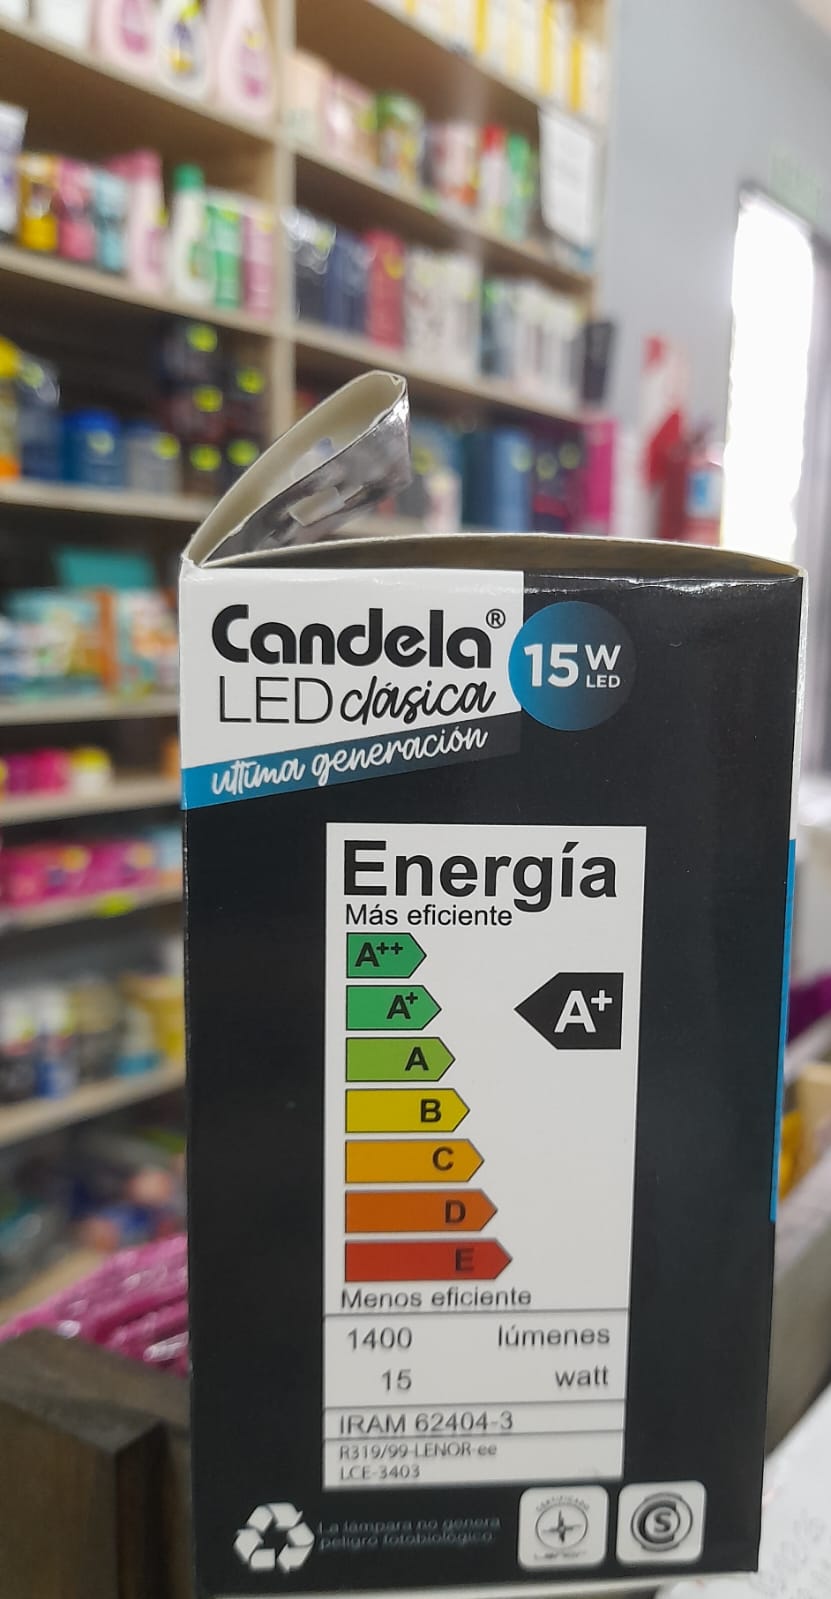 Candela®
LED clásica
ultima generación
15 W
LED
Energía
Más eficiente
A++
A+
A+
A
B
C
D
E
Menos eficiente
1400 lúmenes
15 watt
IRAM 62404-3
R319/99-LENOR-ee
LCE-3403
La lámpara no genera
peligro fotobiológico.
S